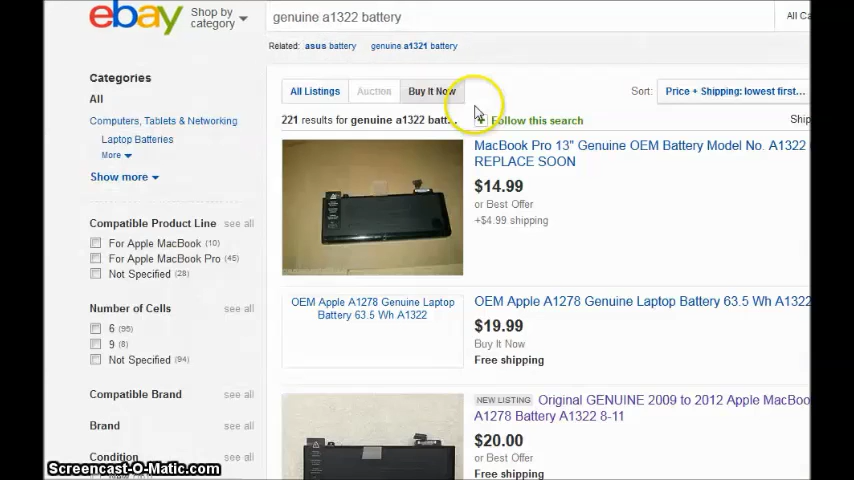 ebay
Shop by
category
genuine a1322 battery
All Ca
Related: asus battery genuine a1321 battery
Categories
All
Computers, Tablets & Networking
Laptop Batteries
More
Show more
Compatible Product Line see all
For Apple MacBook (10)
For Apple MacBook Pro (45)
Not Specified (28)
Number of Cells see all
6 (95)
9 (8)
Not Specified (94)
Compatible Brand see all
Brand see all
Condition see all
All Listings Auction Buy It Now
Sort: Price + Shipping: lowest first...
221 results for genuine a1322 batt... + Follow this search
Ship
MacBook Pro 13" Genuine OEM Battery Model No. A1322
REPLACE SOON
$14.99
or Best Offer
+$4.99 shipping
OEM Apple A1278 Genuine Laptop
Battery 63.5 Wh A1322
OEM Apple A1278 Genuine Laptop Battery 63.5 Wh A1322
$19.99
Buy It Now
Free shipping
NEW LISTING Original GENUINE 2009 to 2012 Apple MacBoo
A1278 Battery A1322 8-11
$20.00
or Best Offer
Free shipping
Screencast-O-Matic.com